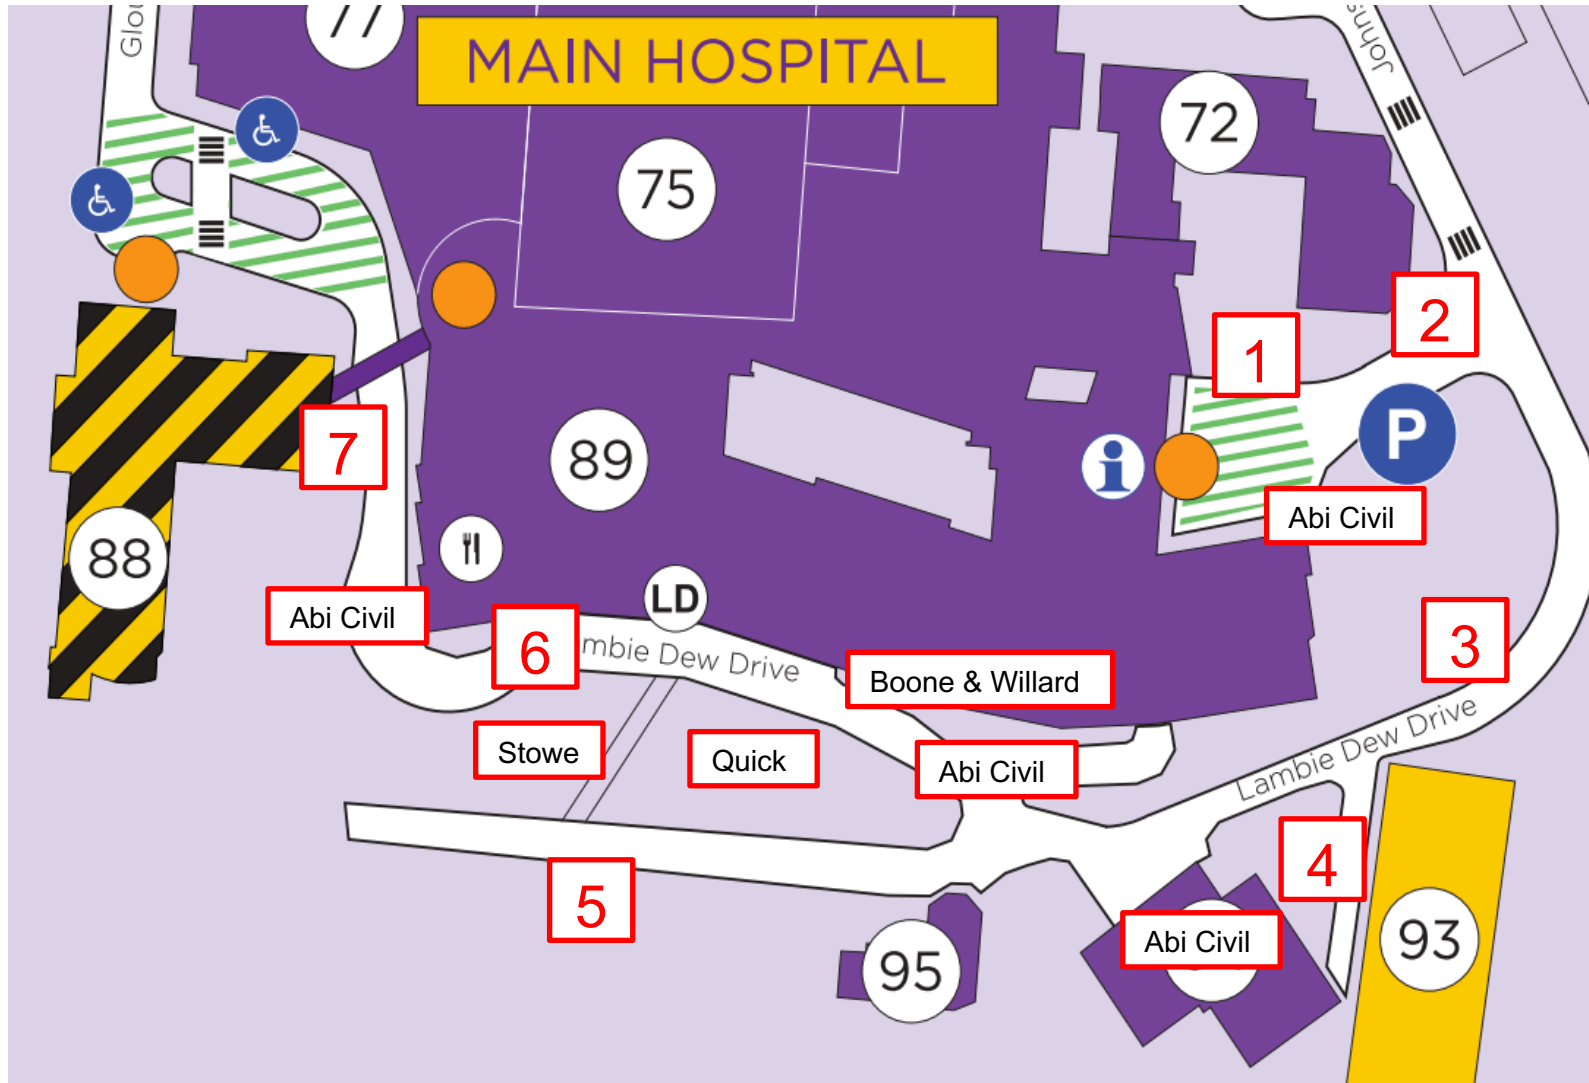 Glou
77
MAIN HOSPITAL
Johns
72
75
2
1
P
7
89
i
Abi Civil
88
LD
Abi Civil
6
mbie Dew Drive
3
Boone & Willard
Stowe
Quick
Abi Civil
Lambie Dew Drive
4
5
Abi Civil
93
95